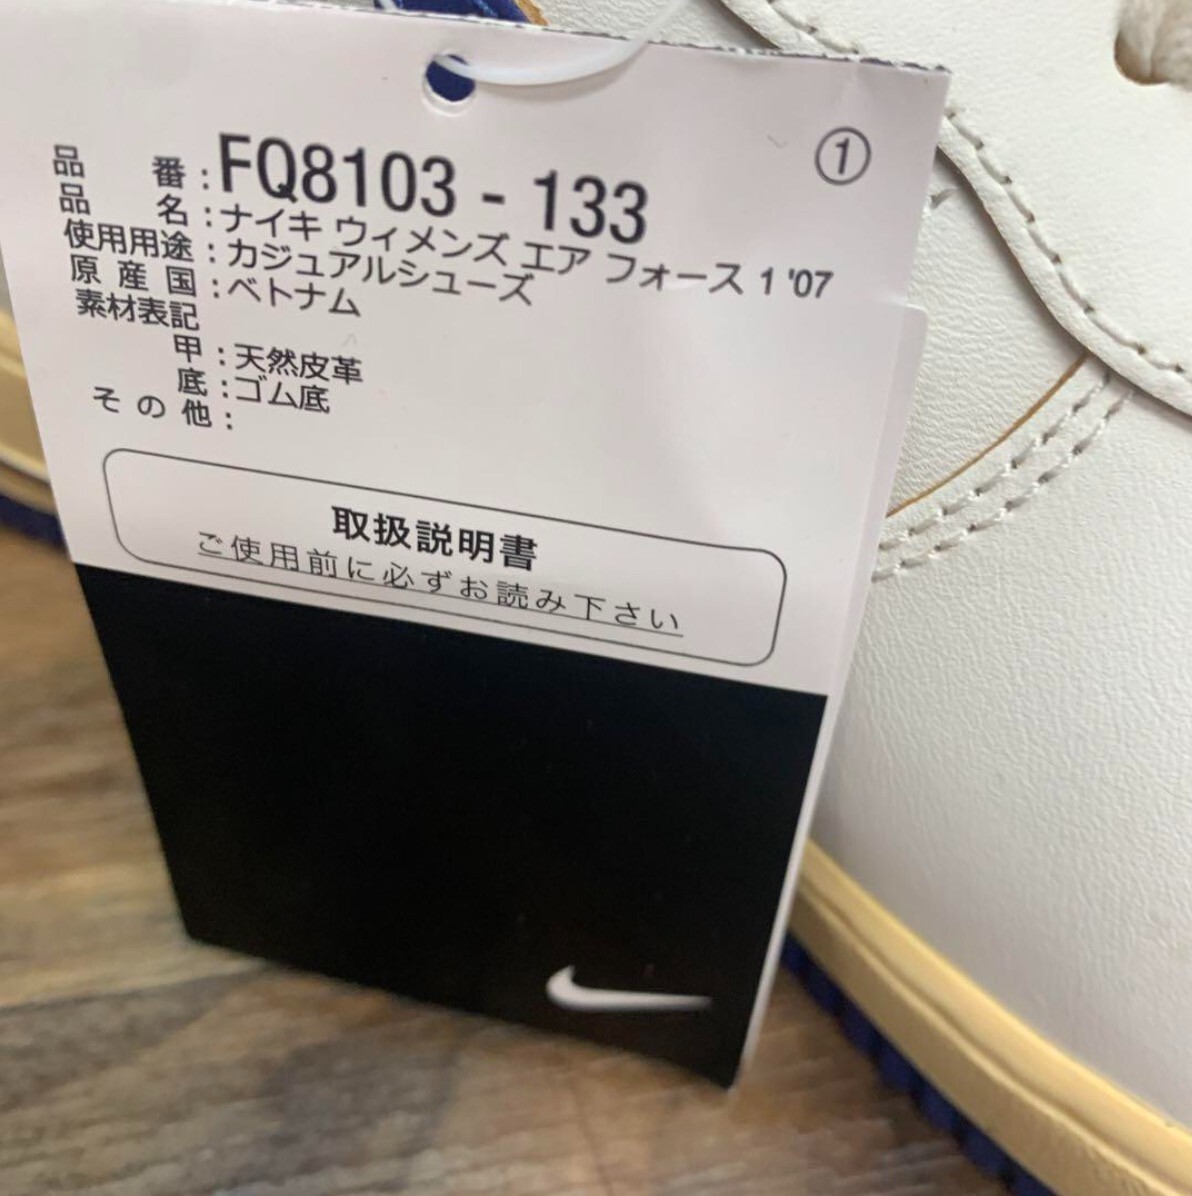 ①
品番:FQ8103 - 133
品名:ナイキ ウィメンズ エア フォース 1 '07
使用用途:カジュアルシューズ
原産国:ベトナム
素材表記
甲:天然皮革
底:ゴム底
その他:
取扱説明書
ご使用前に必ずお読み下さい